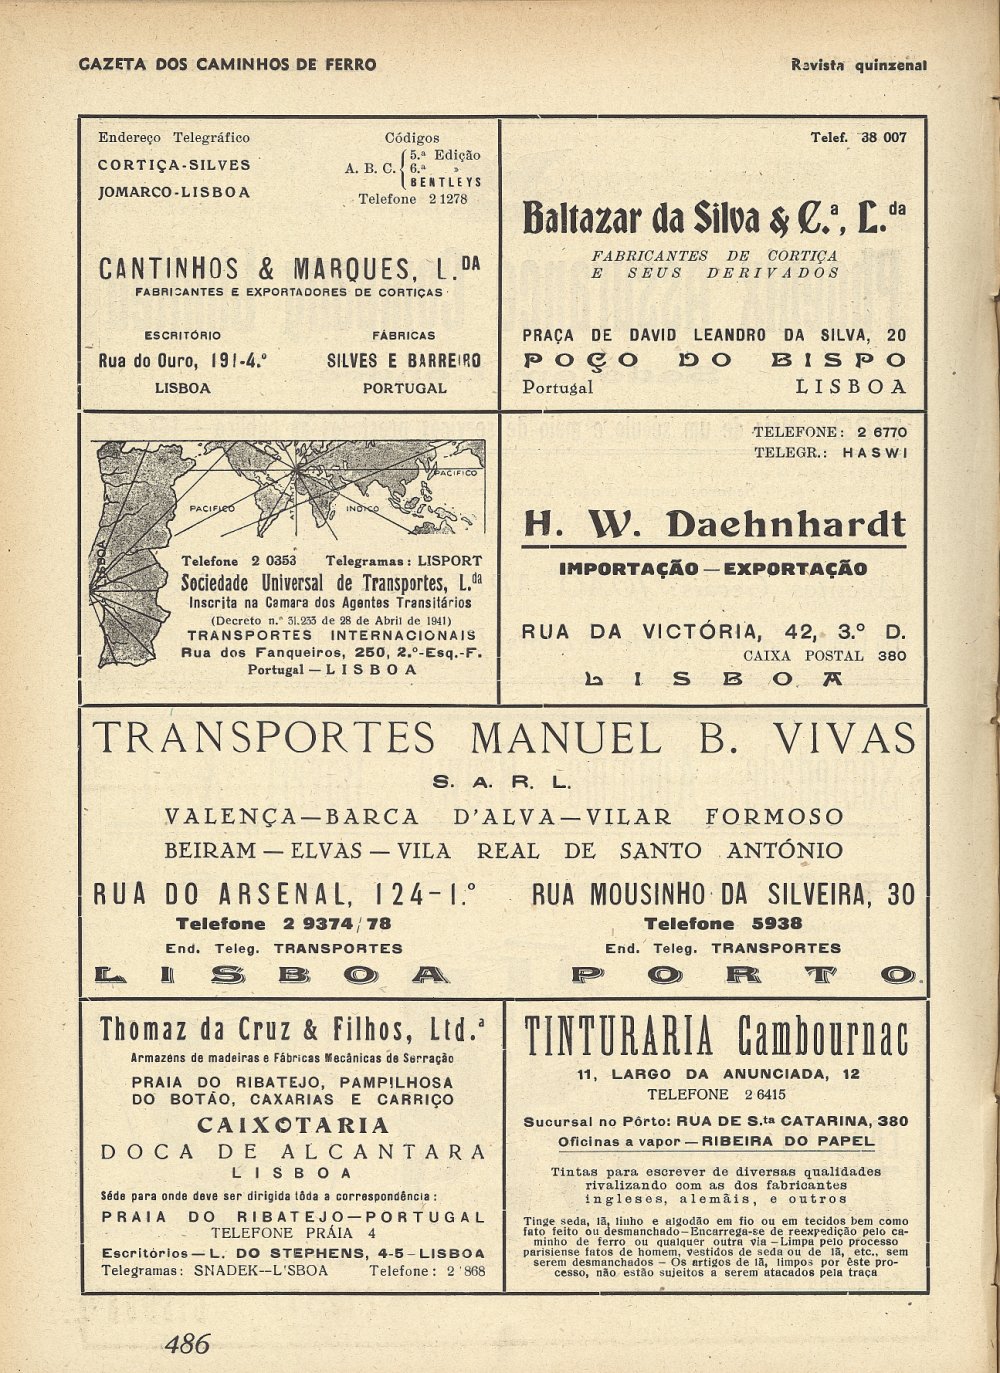 GAZETA DOS CAMINHOS DE FERRO
Revista quinzenal
Endereço Telegráfico
CORTIÇA-SILVES
JOMARCO-LISBOA
Códigos
A. B. C. { 5.ª Edição
6.ª »
BENTLEYS
Telefone 2 1278
CANTINHOS & MARQUES, L.DA
FABRICANTES E EXPORTADORES DE CORTIÇAS
ESCRITÓRIO
Rua do Ouro, 191-4.º
LISBOA
FÁBRICAS
SILVES E BARREIRO
PORTUGAL
Telef. 38 007
Baltazar da Silva & C.ª, L.da
FABRICANTES DE CORTIÇA
E SEUS DERIVADOS
PRAÇA DE DAVID LEANDRO DA SILVA, 20
POÇO DO BISPO
Portugal LISBOA
PACIFICO
PACIFICO
INDICO
LISBOA
Telefone 2 0353 Telegramas: LISPORT
Sociedade Universal de Transportes, L.da
Inscrita na Camara dos Agentes Transitários
(Decreto n.º 31.233 de 28 de Abril de 1941)
TRANSPORTES INTERNACIONAIS
Rua dos Fanqueiros, 250, 2.º-Esq.-F.
Portugal — LISBOA
TELEFONE: 2 6770
TELEGR.: HASWI
H. W. Daehnhardt
IMPORTAÇÃO — EXPORTAÇÃO
RUA DA VICTÓRIA, 42, 3.º D.
CAIXA POSTAL 380
LISBOA
TRANSPORTES MANUEL B. VIVAS
S. A. R. L.
VALENÇA—BARCA D'ALVA—VILAR FORMOSO
BEIRAM — ELVAS — VILA REAL DE SANTO ANTÓNIO
RUA DO ARSENAL, 124-1.º
Telefone 2 9374/78
End. Teleg. TRANSPORTES
LISBOA
RUA MOUSINHO DA SILVEIRA, 30
Telefone 5938
End. Teleg. TRANSPORTES
PORTO.
Thomaz da Cruz & Filhos, Ltd.ª
Armazens de madeiras e Fábricas Mecânicas de Serração
PRAIA DO RIBATEJO, PAMPILHOSA
DO BOTÃO, CAXARIAS E CARRIÇO
CAIXOTARIA
DOCA DE ALCANTARA
LISBOA
Séde para onde deve ser dirigida tôda a correspondência:
PRAIA DO RIBATEJO—PORTUGAL
TELEFONE PRÁIA 4
Escritórios — L. DO STEPHENS, 4-5 - LISBOA
Telegramas: SNADEK--L'SBOA Telefone:
TINTURARIA Cambournac
11, LARGO DA ANUNCIADA, 12
TELEFONE 2 6415
Sucursal no Pôrto: RUA DE S.ta CATARINA, 380
Oficinas a vapor — RIBEIRA DO PAPEL
Tintas para escrever de diversas qualidades
rivalizando com as dos fabricantes
ingleses, alemãis, e outros
Tinge seda, lã, linho e algodão em fio ou em tecidos bem como
fato feito ou desmanchado — Encarrega-se de reexpedição pelo ca-
minho de ferro ou qualquer outra via — Limpa pelo processo
parisiense fatos de homem, vestidos de seda ou de lã, etc., sem
serem desmanchados — Os artigos de lã, limpos por êste pro-
cesso, não estão sujeitos a serem atacados pela traça
486